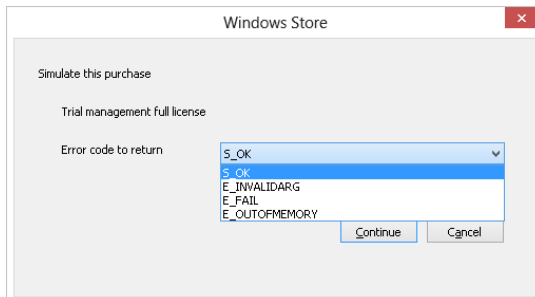 Windows Store
Simulate this purchase
Trial management full license
Error code to return
S_OK
S_OK
E_INVALIDARG
E_FAIL
E_OUTOFMEMORY
Continue Cancel